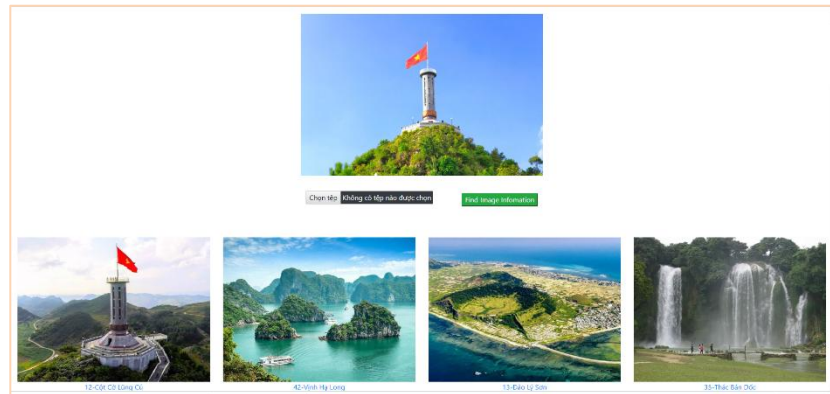 Chọn tệp Không có tệp nào được chọn
Find Image Infomation
12-Cột Cờ Lũng Cú
42-Vịnh Hạ Long
13-Đảo Lý Sơn
35-Thác Bản Dốc